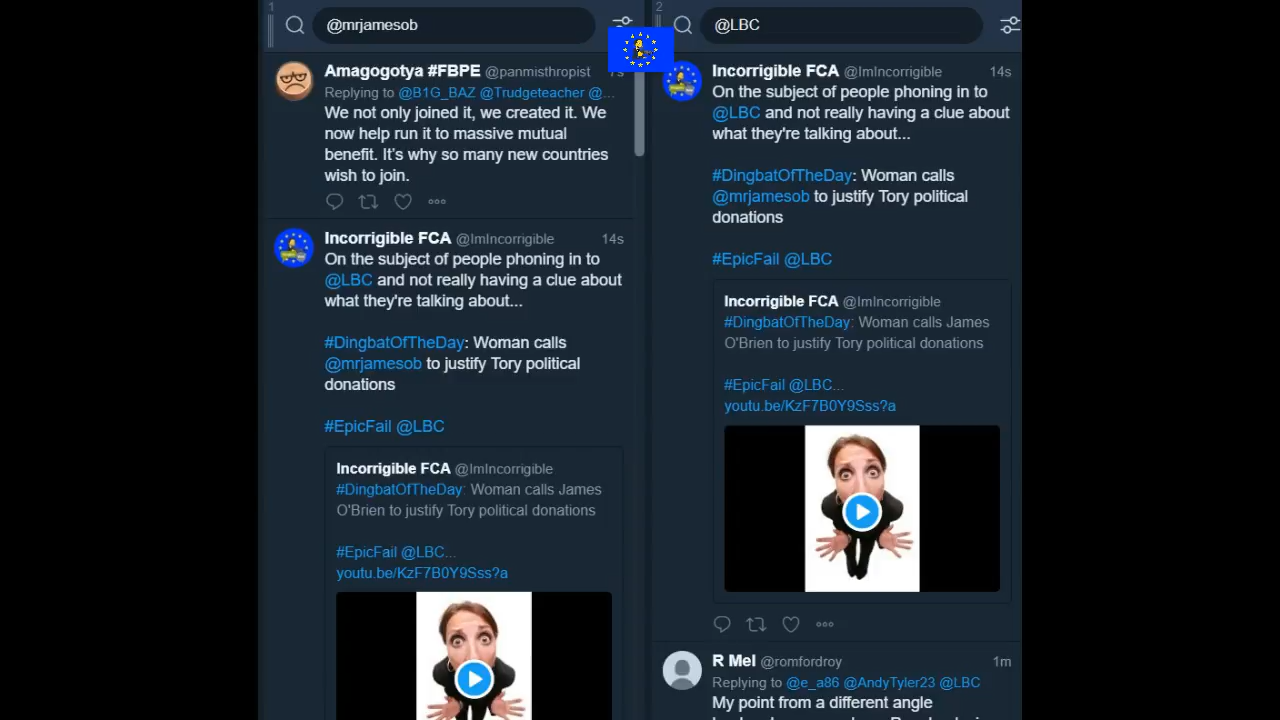 1
@mrjamesob
Amagogotya #FBPE @panmisthropist 7s
Replying to @B1G_BAZ @Trudgeteacher @...
We not only joined it, we created it. We
now help run it to massive mutual
benefit. It's why so many new countries
wish to join.
Incorrigible FCA @ImIncorrigible 14s
On the subject of people phoning in to
@LBC and not really having a clue about
what they're talking about...
#DingbatOfTheDay: Woman calls
@mrjamesob to justify Tory political
donations
#EpicFail @LBC
Incorrigible FCA @ImIncorrigible
#DingbatOfTheDay: Woman calls James
O'Brien to justify Tory political donations
#EpicFail @LBC...
youtu.be/KzF7B0Y9Sss?a
2
@LBC
Incorrigible FCA @ImIncorrigible 14s
On the subject of people phoning in to
@LBC and not really having a clue about
what they're talking about...
#DingbatOfTheDay: Woman calls
@mrjamesob to justify Tory political
donations
#EpicFail @LBC
Incorrigible FCA @ImIncorrigible
#DingbatOfTheDay: Woman calls James
O'Brien to justify Tory political donations
#EpicFail @LBC...
youtu.be/KzF7B0Y9Sss?a
R Mel @romfordroy 1m
Replying to @e_a86 @AndyTyler23 @LBC
My point from a different angle